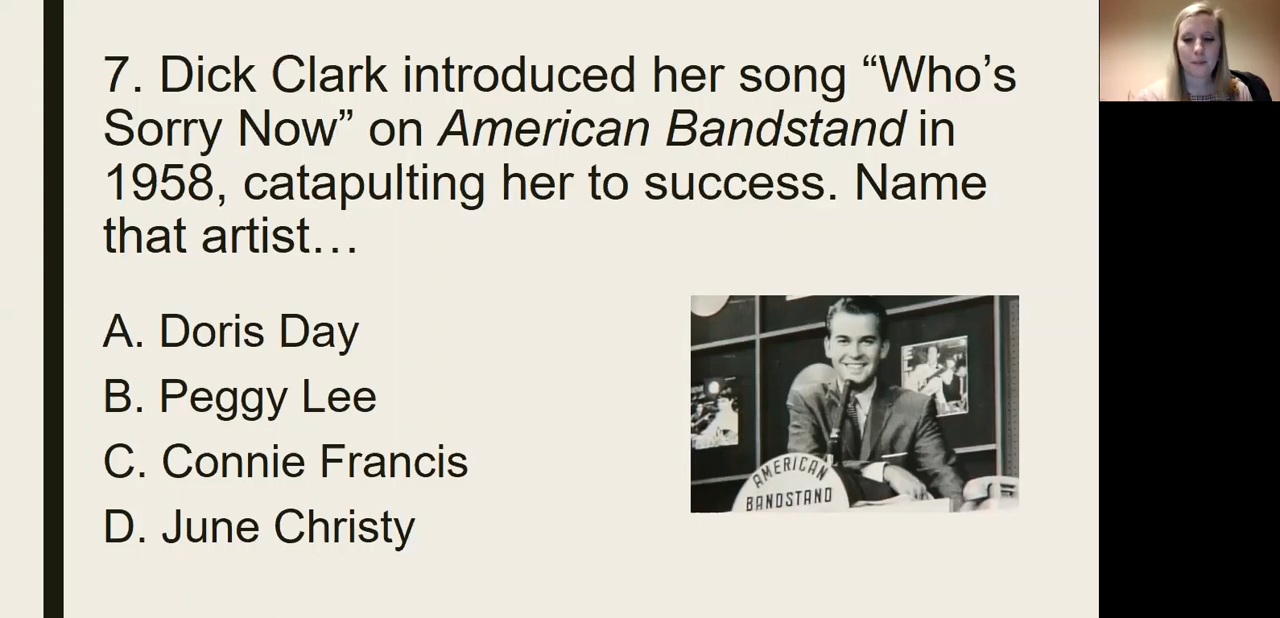 7. Dick Clark introduced her song “Who’s
Sorry Now” on American Bandstand in
1958, catapulting her to success. Name
that artist…
A. Doris Day
B. Peggy Lee
C. Connie Francis
D. June Christy
AMERICAN
BANDSTAND